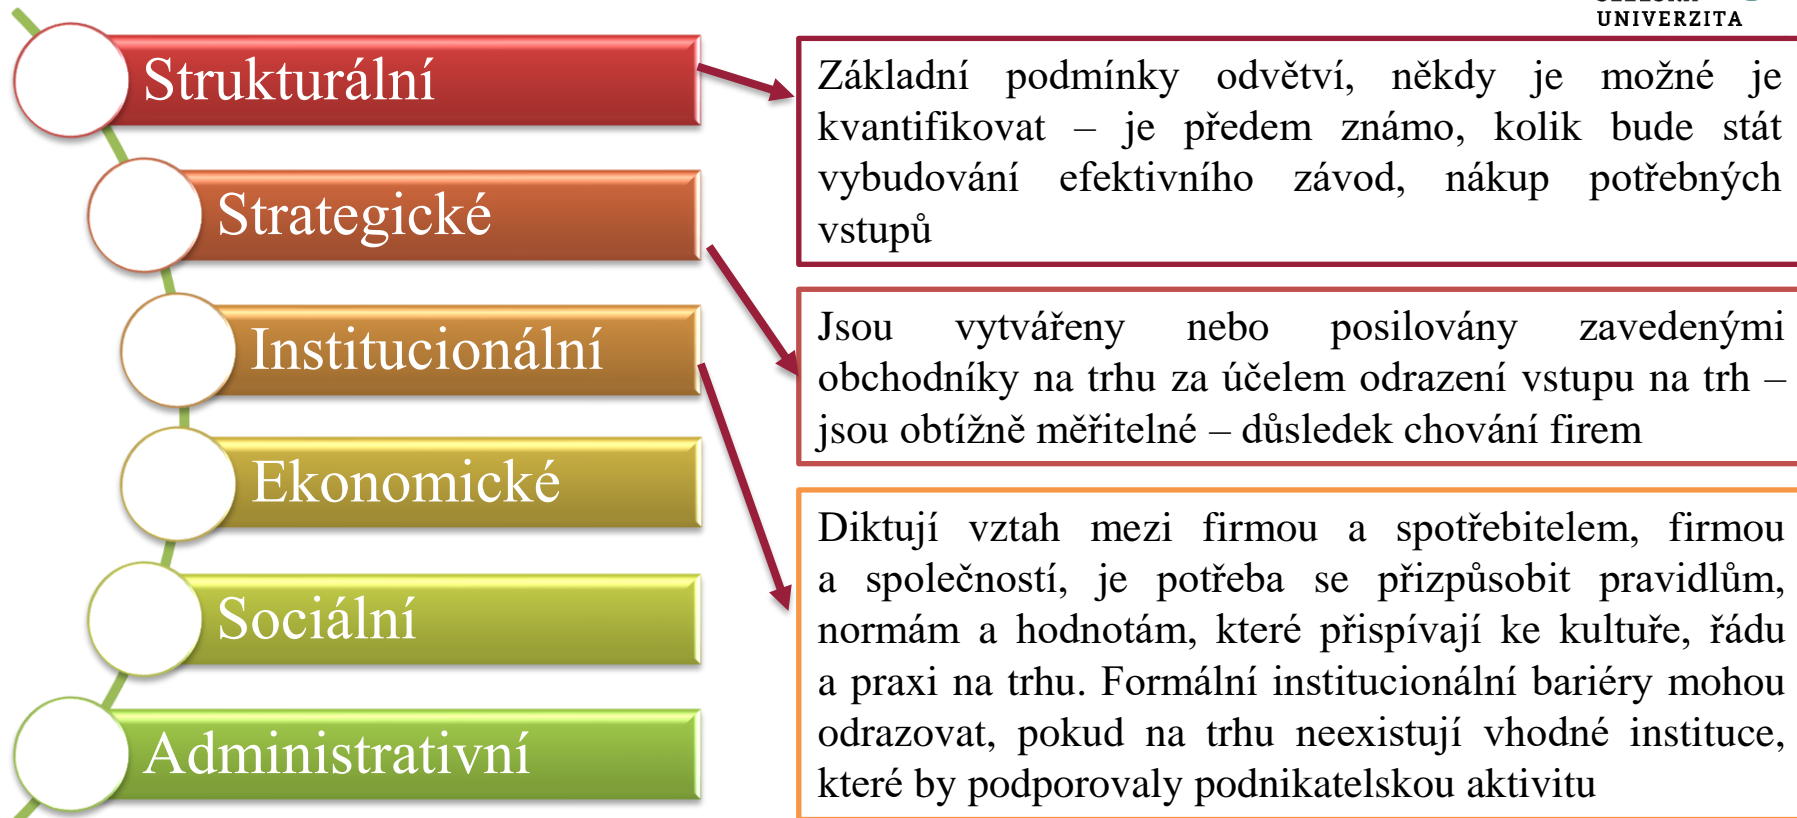 UNIVERZITA
Strukturální
Strategické
Institucionální
Ekonomické
Sociální
Administrativní
Základní podmínky odvětví, někdy je možné je
kvantifikovat – je předem známo, kolik bude stát
vybudování efektivního závod, nákup potřebných
vstupů
Jsou vytvářeny nebo posilovány zavedenými
obchodníky na trhu za účelem odrazení vstupu na trh –
jsou obtížně měřitelné – důsledek chování firem
Diktují vztah mezi firmou a spotřebitelem, firmou
a společností, je potřeba se přizpůsobit pravidlům,
normám a hodnotám, které přispívají ke kultuře, řádu
a praxi na trhu. Formální institucionální bariéry mohou
odrazovat, pokud na trhu neexistují vhodné instituce,
které by podporovaly podnikatelskou aktivitu